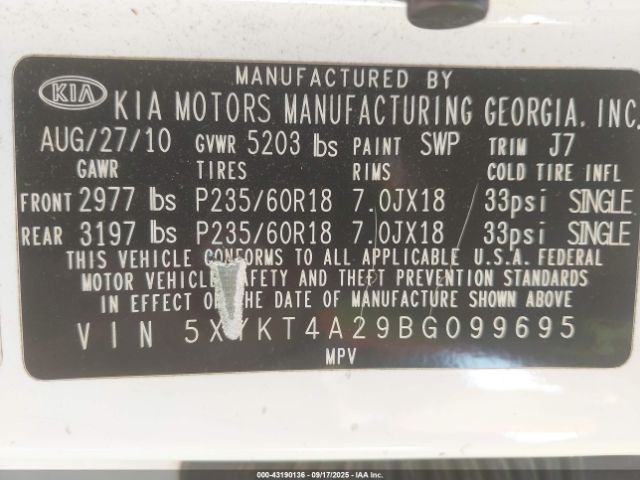 MANUFACTURED BY
KIA KIA MOTORS MANUFACTURING GEORGIA, INC.
AUG/27/10 GVWR 5203 lbs PAINT SWP TRIM J7
GAWR TIRES RIMS COLD TIRE INFL
FRONT 2977 lbs P235/60R18 7.0JX18 33psi SINGLE
REAR 3197 lbs P235/60R18 7.0JX18 33psi SINGLE
THIS VEHICLE CONFORMS TO ALL APPLICABLE U.S.A. FEDERAL
MOTOR VEHICLE SAFETY AND THEFT PREVENTION STANDARDS
IN EFFECT ON THE DATE OF MANUFACTURE SHOWN ABOVE
VIN 5XYKT4A29BG099695
MPV
000-43190136 - 09/17/2025 - IAAI.COM